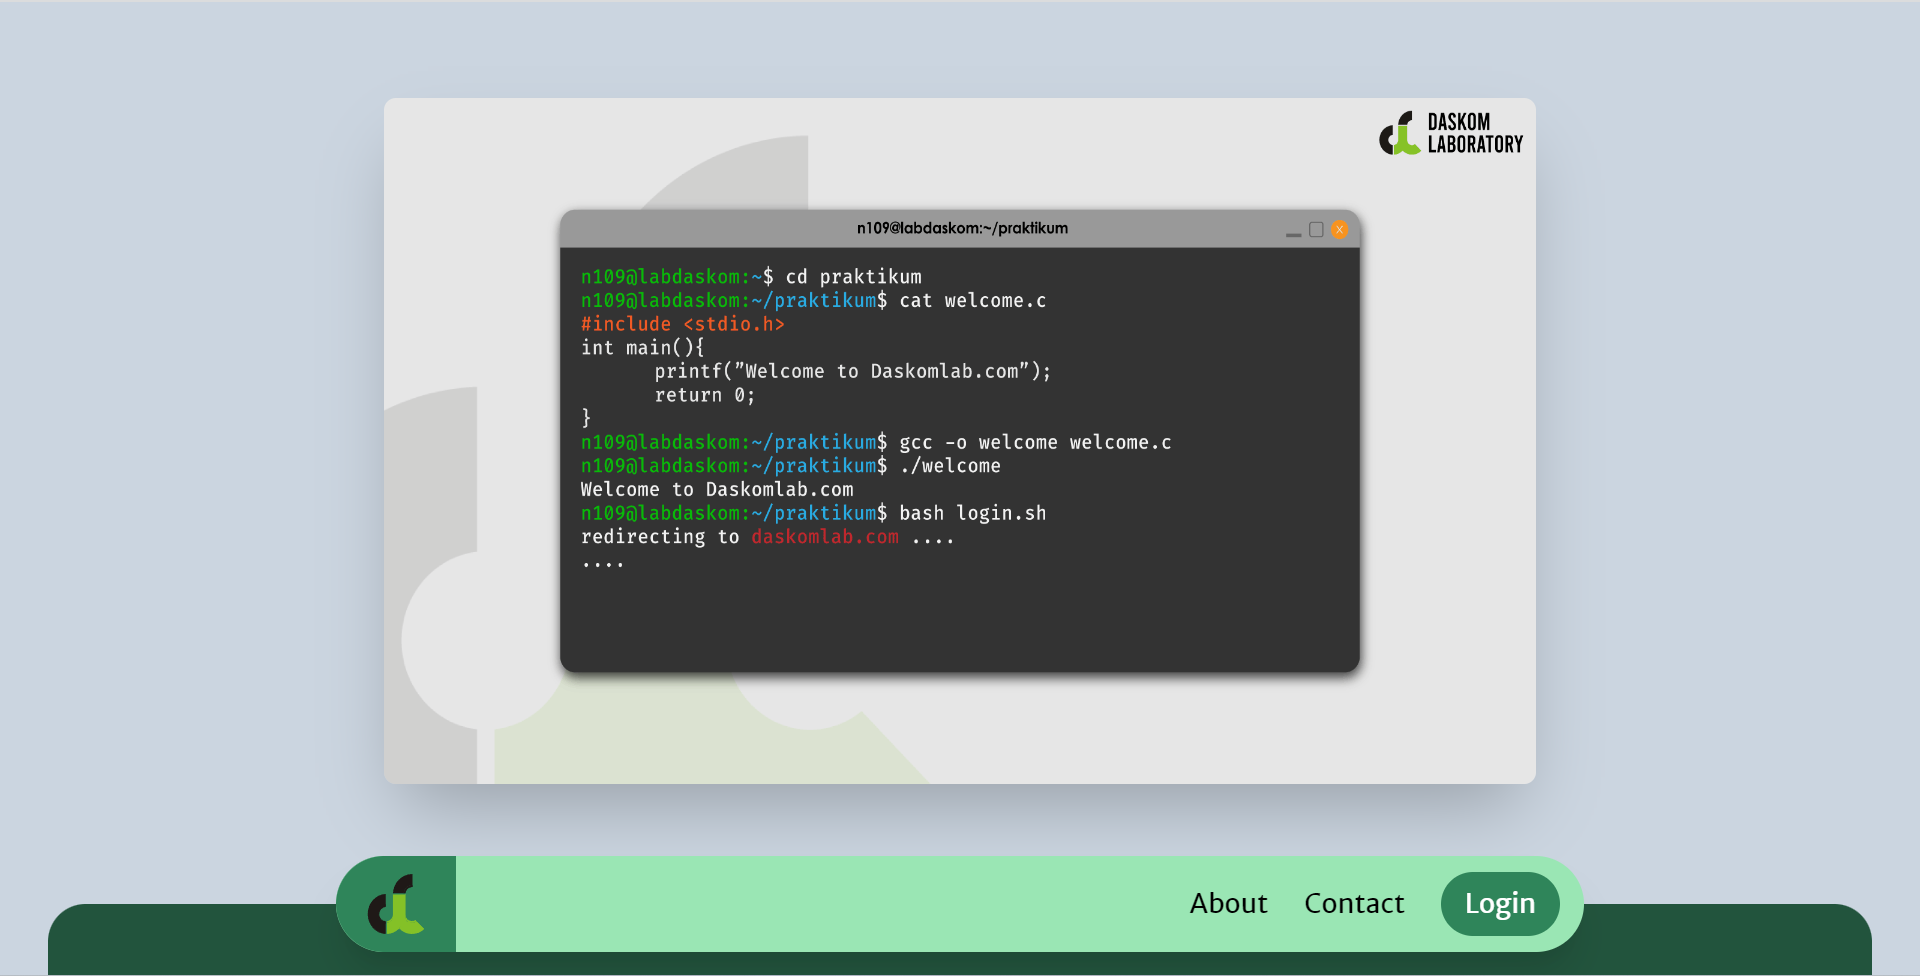 DASKOM
LABORATORY
n109@labdaskom:~/praktikum
X
n109@labdaskom:~$ cd praktikum
n109@labdaskom:~/praktikum$ cat welcome.c
#include <stdio.h>
int main(){
printf(”Welcome to Daskomlab.com”);
return 0;
}
n109@labdaskom:~/praktikum$ gcc -o welcome welcome.c
n109@labdaskom:~/praktikum$ ./welcome
Welcome to Daskomlab.com
n109@labdaskom:~/praktikum$ bash login.sh
redirecting to daskomlab.com ....
....
About Contact Login